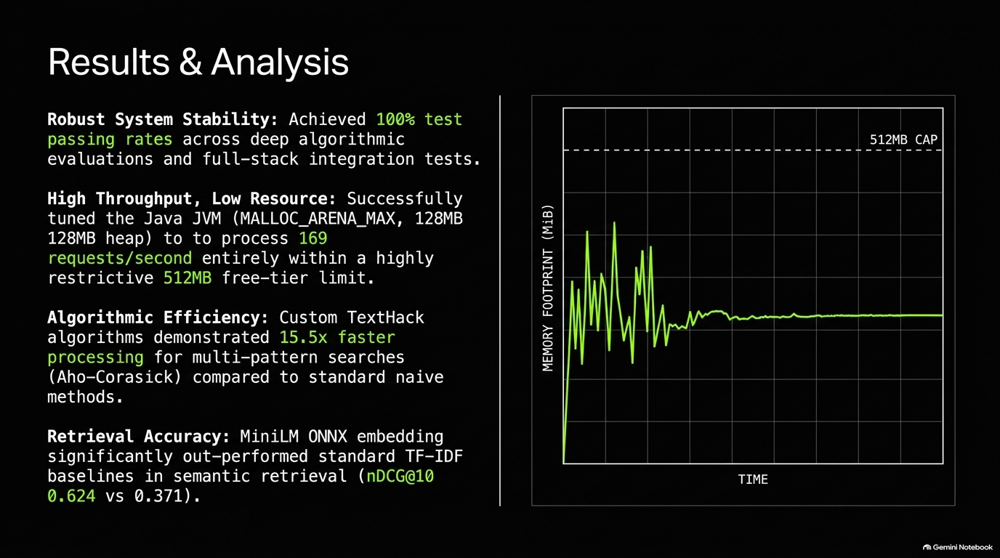 Results & Analysis
Robust System Stability: Achieved 100% test
passing rates across deep algorithmic
evaluations and full-stack integration tests.
High Throughput, Low Resource: Successfully
tuned the Java JVM (MALLOC_ARENA_MAX, 128MB
128MB heap) to to process 169
requests/second entirely within a highly
restrictive 512MB free-tier limit.
Algorithmic Efficiency: Custom TextHack
algorithms demonstrated 15.5x faster
processing for multi-pattern searches
(Aho-Corasick) compared to standard naive
methods.
Retrieval Accuracy: MiniLM ONNX embedding
significantly out-performed standard TF-IDF
baselines in semantic retrieval (nDCG@10
0.624 vs 0.371).
512MB CAP
MEMORY FOOTPRINT (MiB)
TIME
Gemini Notebook